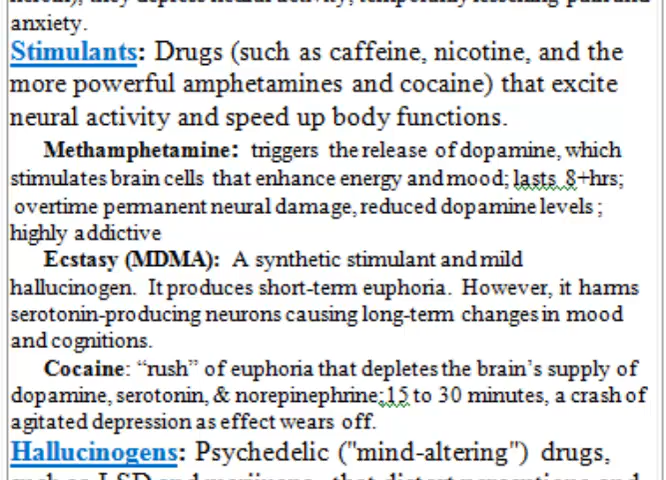 anxiety.
Stimulants: Drugs (such as caffeine, nicotine, and the
more powerful amphetamines and cocaine) that excite
neural activity and speed up body functions.
Methamphetamine: triggers the release of dopamine, which
stimulates brain cells that enhance energy and mood; lasts 8+hrs;
overtime permanent neural damage, reduced dopamine levels ;
highly addictive
Ecstasy (MDMA): A synthetic stimulant and mild
hallucinogen. It produces short-term euphoria. However, it harms
serotonin-producing neurons causing long-term changes in mood
and cognitions.
Cocaine: “rush” of euphoria that depletes the brain’s supply of
dopamine, serotonin, & norepinephrine;15 to 30 minutes, a crash of
agitated depression as effect wears off.
Hallucinogens: Psychedelic ("mind-altering") drugs,